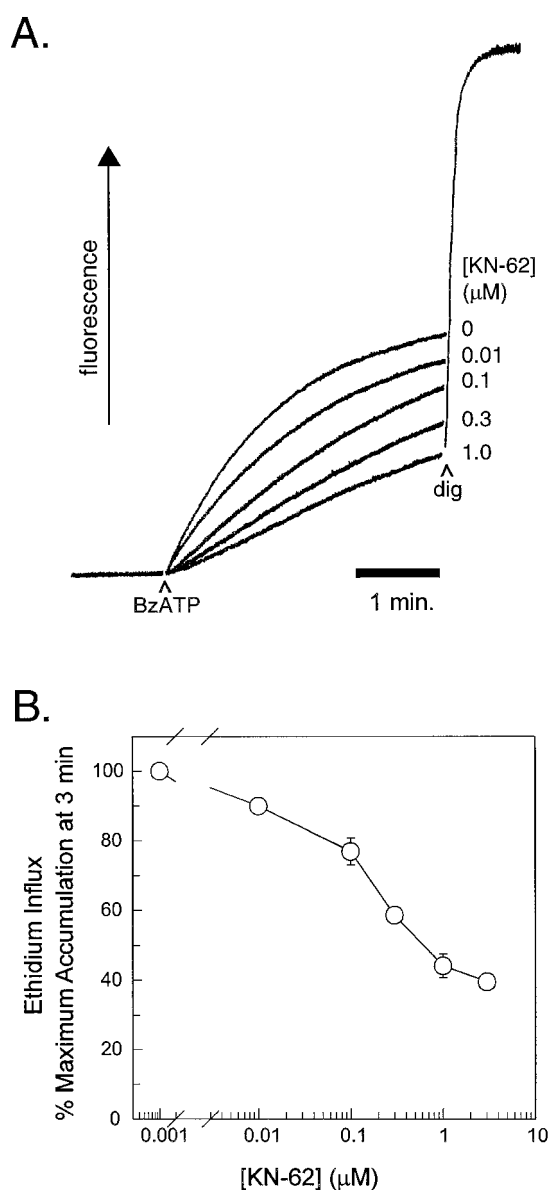 A.
fluorescence
[KN-62]
(μM)
0
0.01
0.1
0.3
1.0
^
dig
^
BzATP
1 min.
B.
Ethidium Influx
% Maximum Accumulation at 3 min
100
80
60
40
20
0
0.001
0.01
0.1
1
10
[KN-62] (μM)